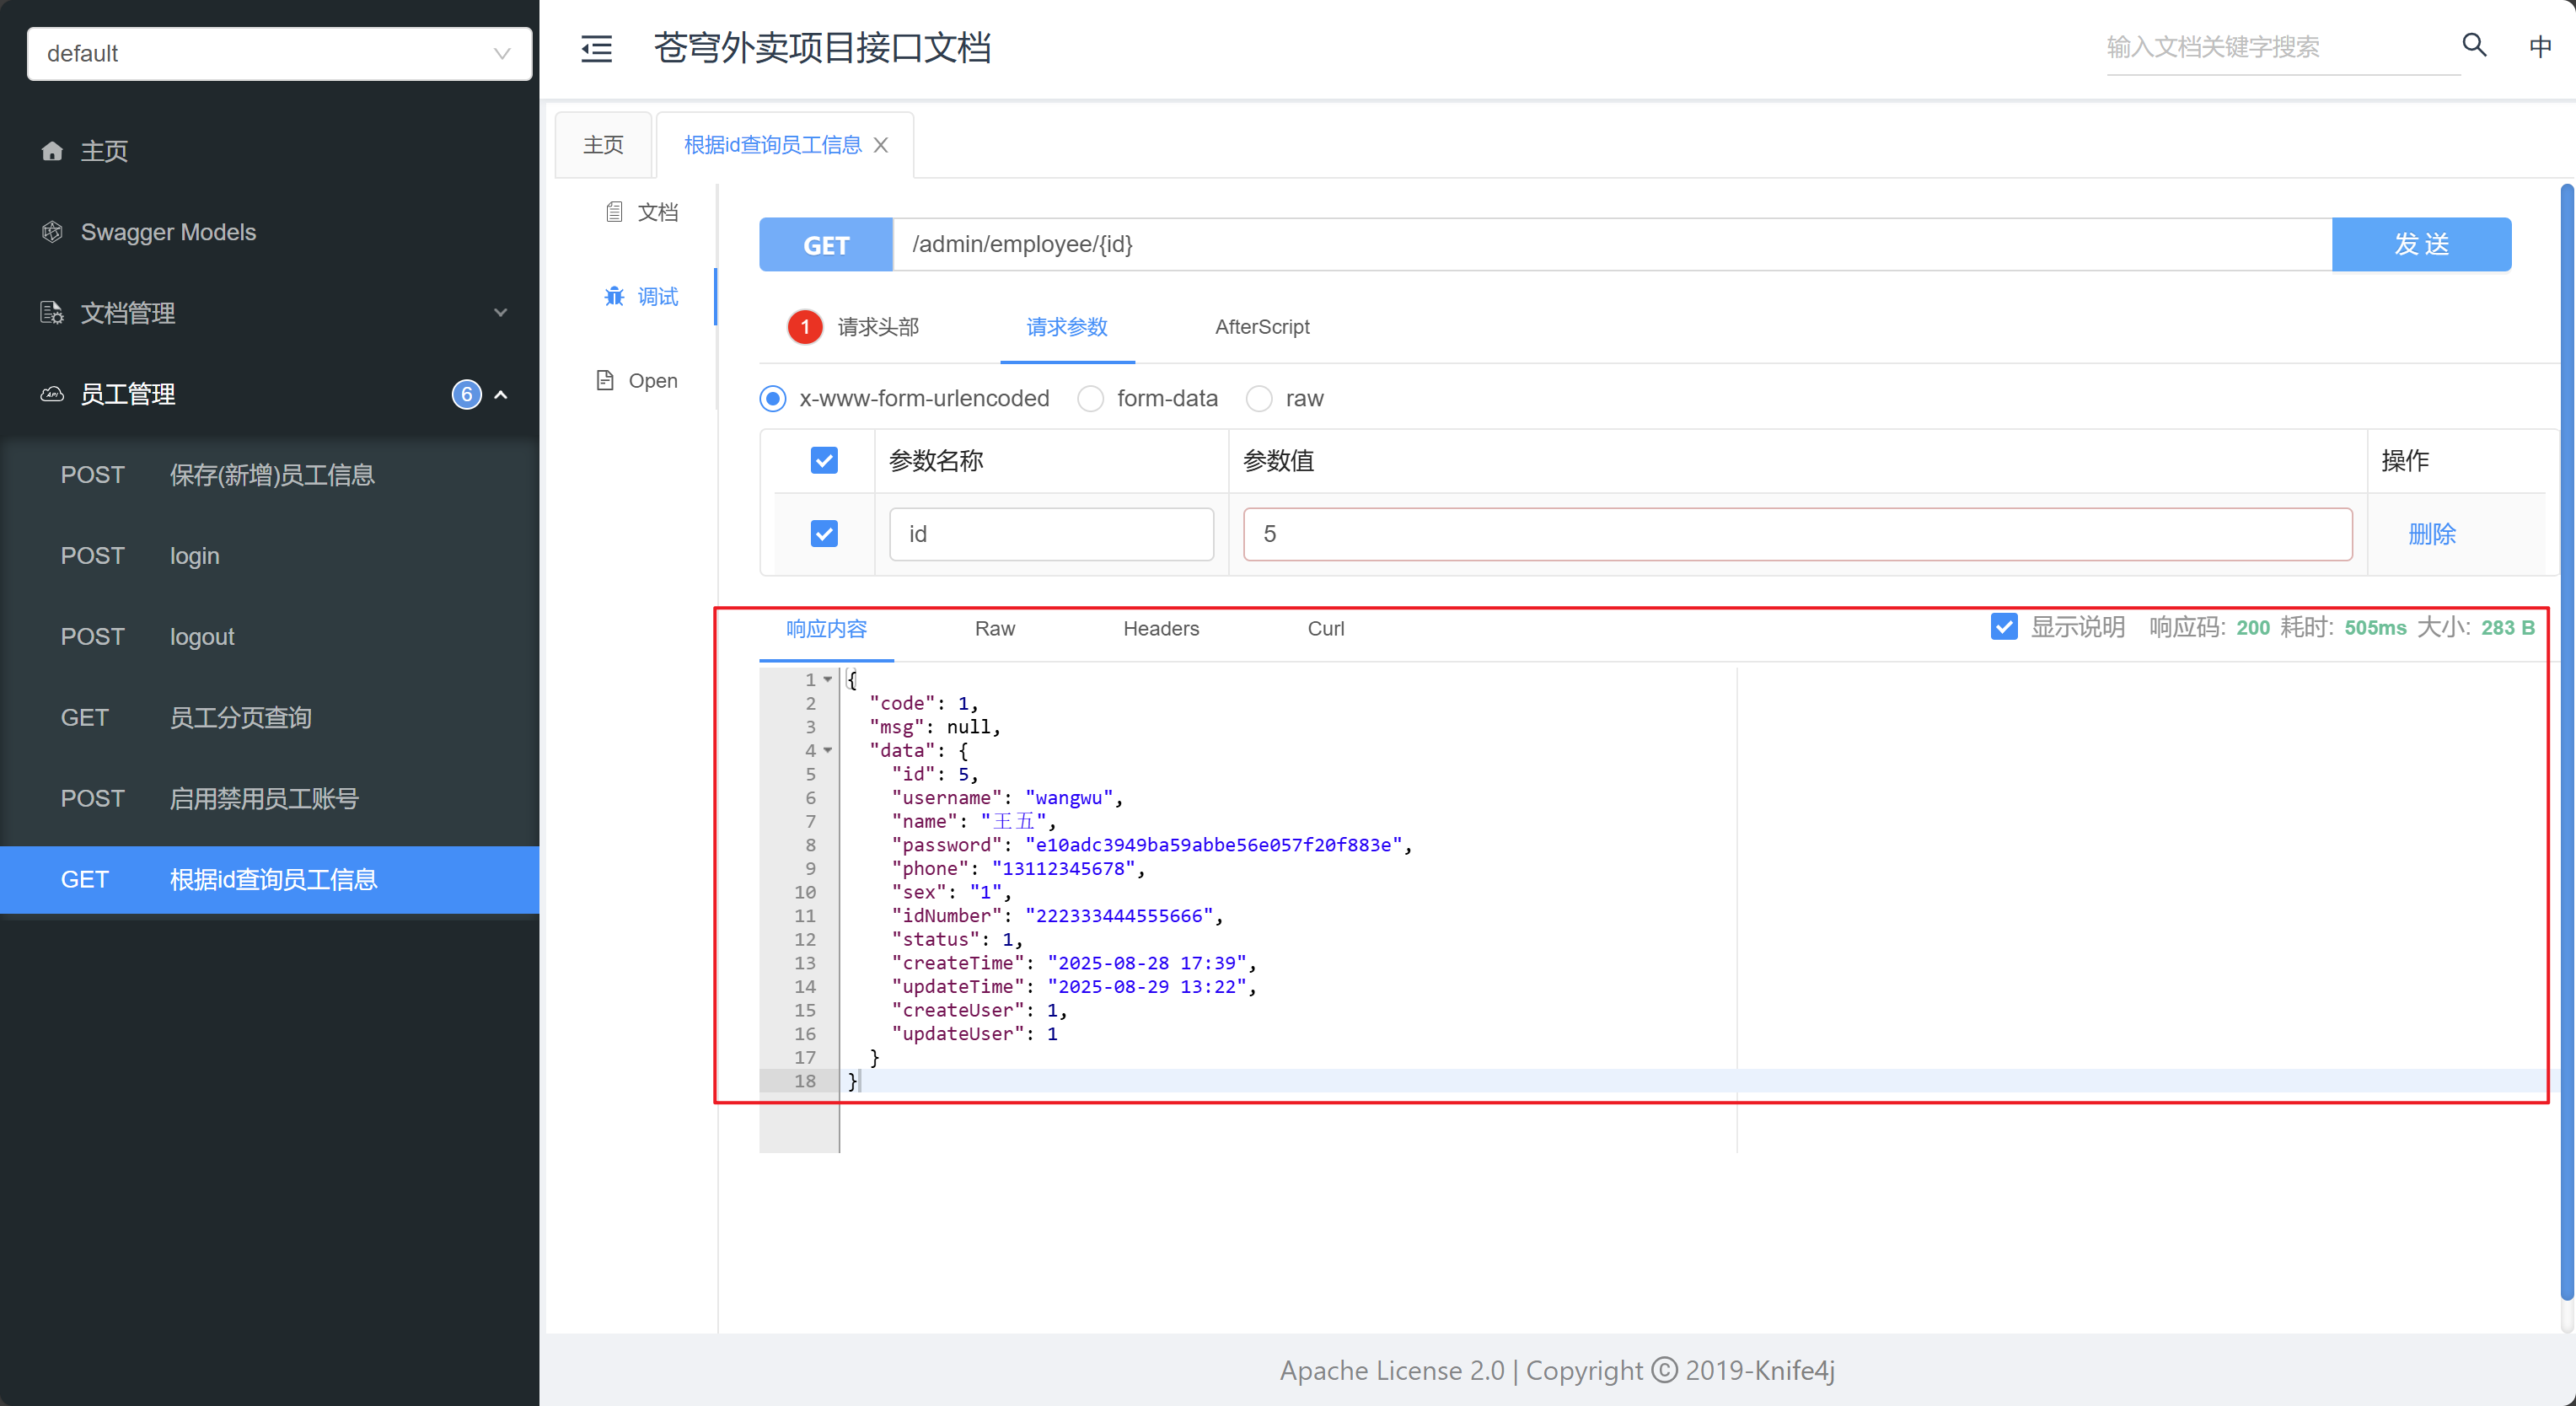 default
主页
Swagger Models
文档管理
员工管理 6
POST 保存(新增)员工信息
POST login
POST logout
GET 员工分页查询
POST 启用禁用员工账号
GET 根据id查询员工信息
苍穹外卖项目接口文档
输入文档关键字搜索
中
主页 根据id查询员工信息
文档
调试
Open
GET /admin/employee/{id} 发 送
1 请求头部 请求参数 AfterScript
x-www-form-urlencoded form-data raw
参数名称 参数值 操作
id 5 删除
响应内容 Raw Headers Curl 显示说明 响应码: 200 耗时: 505ms 大小: 283 B
1 {
2 "code": 1,
3 "msg": null,
4 "data": {
5 "id": 5,
6 "username": "wangwu",
7 "name": "王五",
8 "password": "e10adc3949ba59abbe56e057f20f883e",
9 "phone": "13112345678",
10 "sex": "1",
11 "idNumber": "222333444555666",
12 "status": 1,
13 "createTime": "2025-08-28 17:39",
14 "updateTime": "2025-08-29 13:22",
15 "createUser": 1,
16 "updateUser": 1
17 }
18 }
Apache License 2.0 | Copyright © 2019-Knife4j